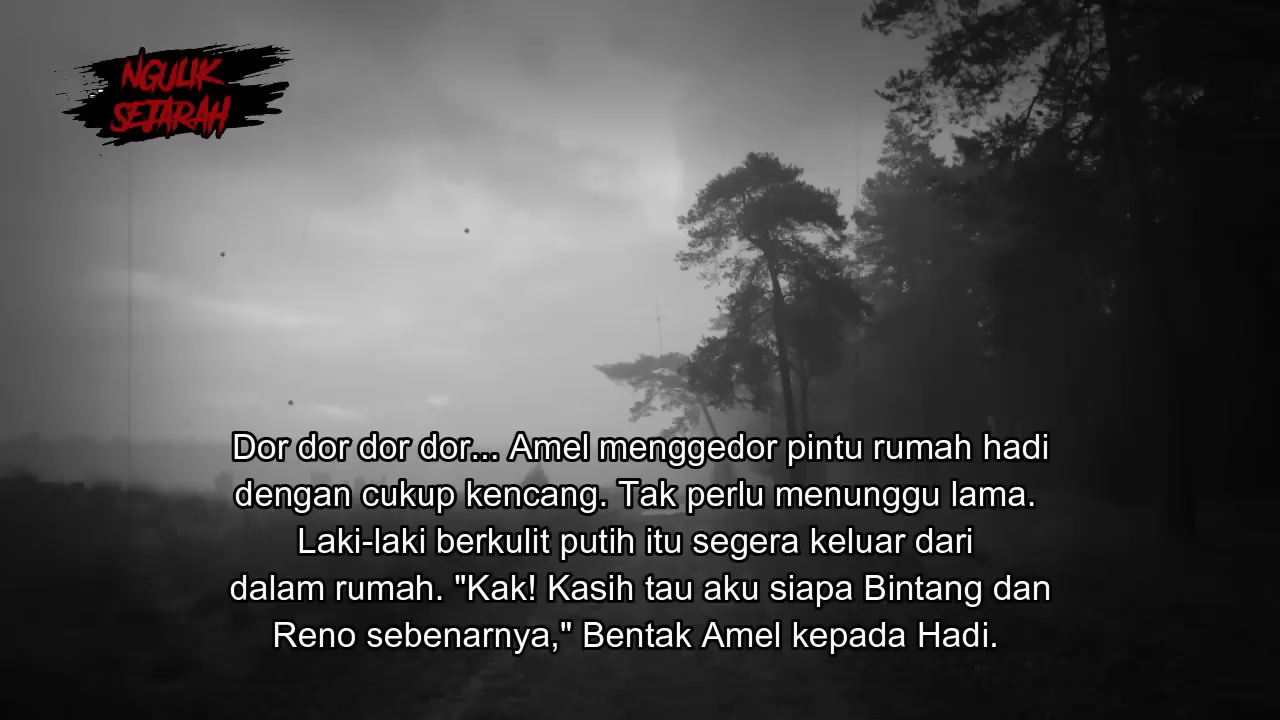 NGULIK
SEJARAH
Dor dor dor dor... Amel menggedor pintu rumah hadi
dengan cukup kencang. Tak perlu menunggu lama.
Laki-laki berkulit putih itu segera keluar dari
dalam rumah. "Kak! Kasih tau aku siapa Bintang dan
Reno sebenarnya," Bentak Amel kepada Hadi.